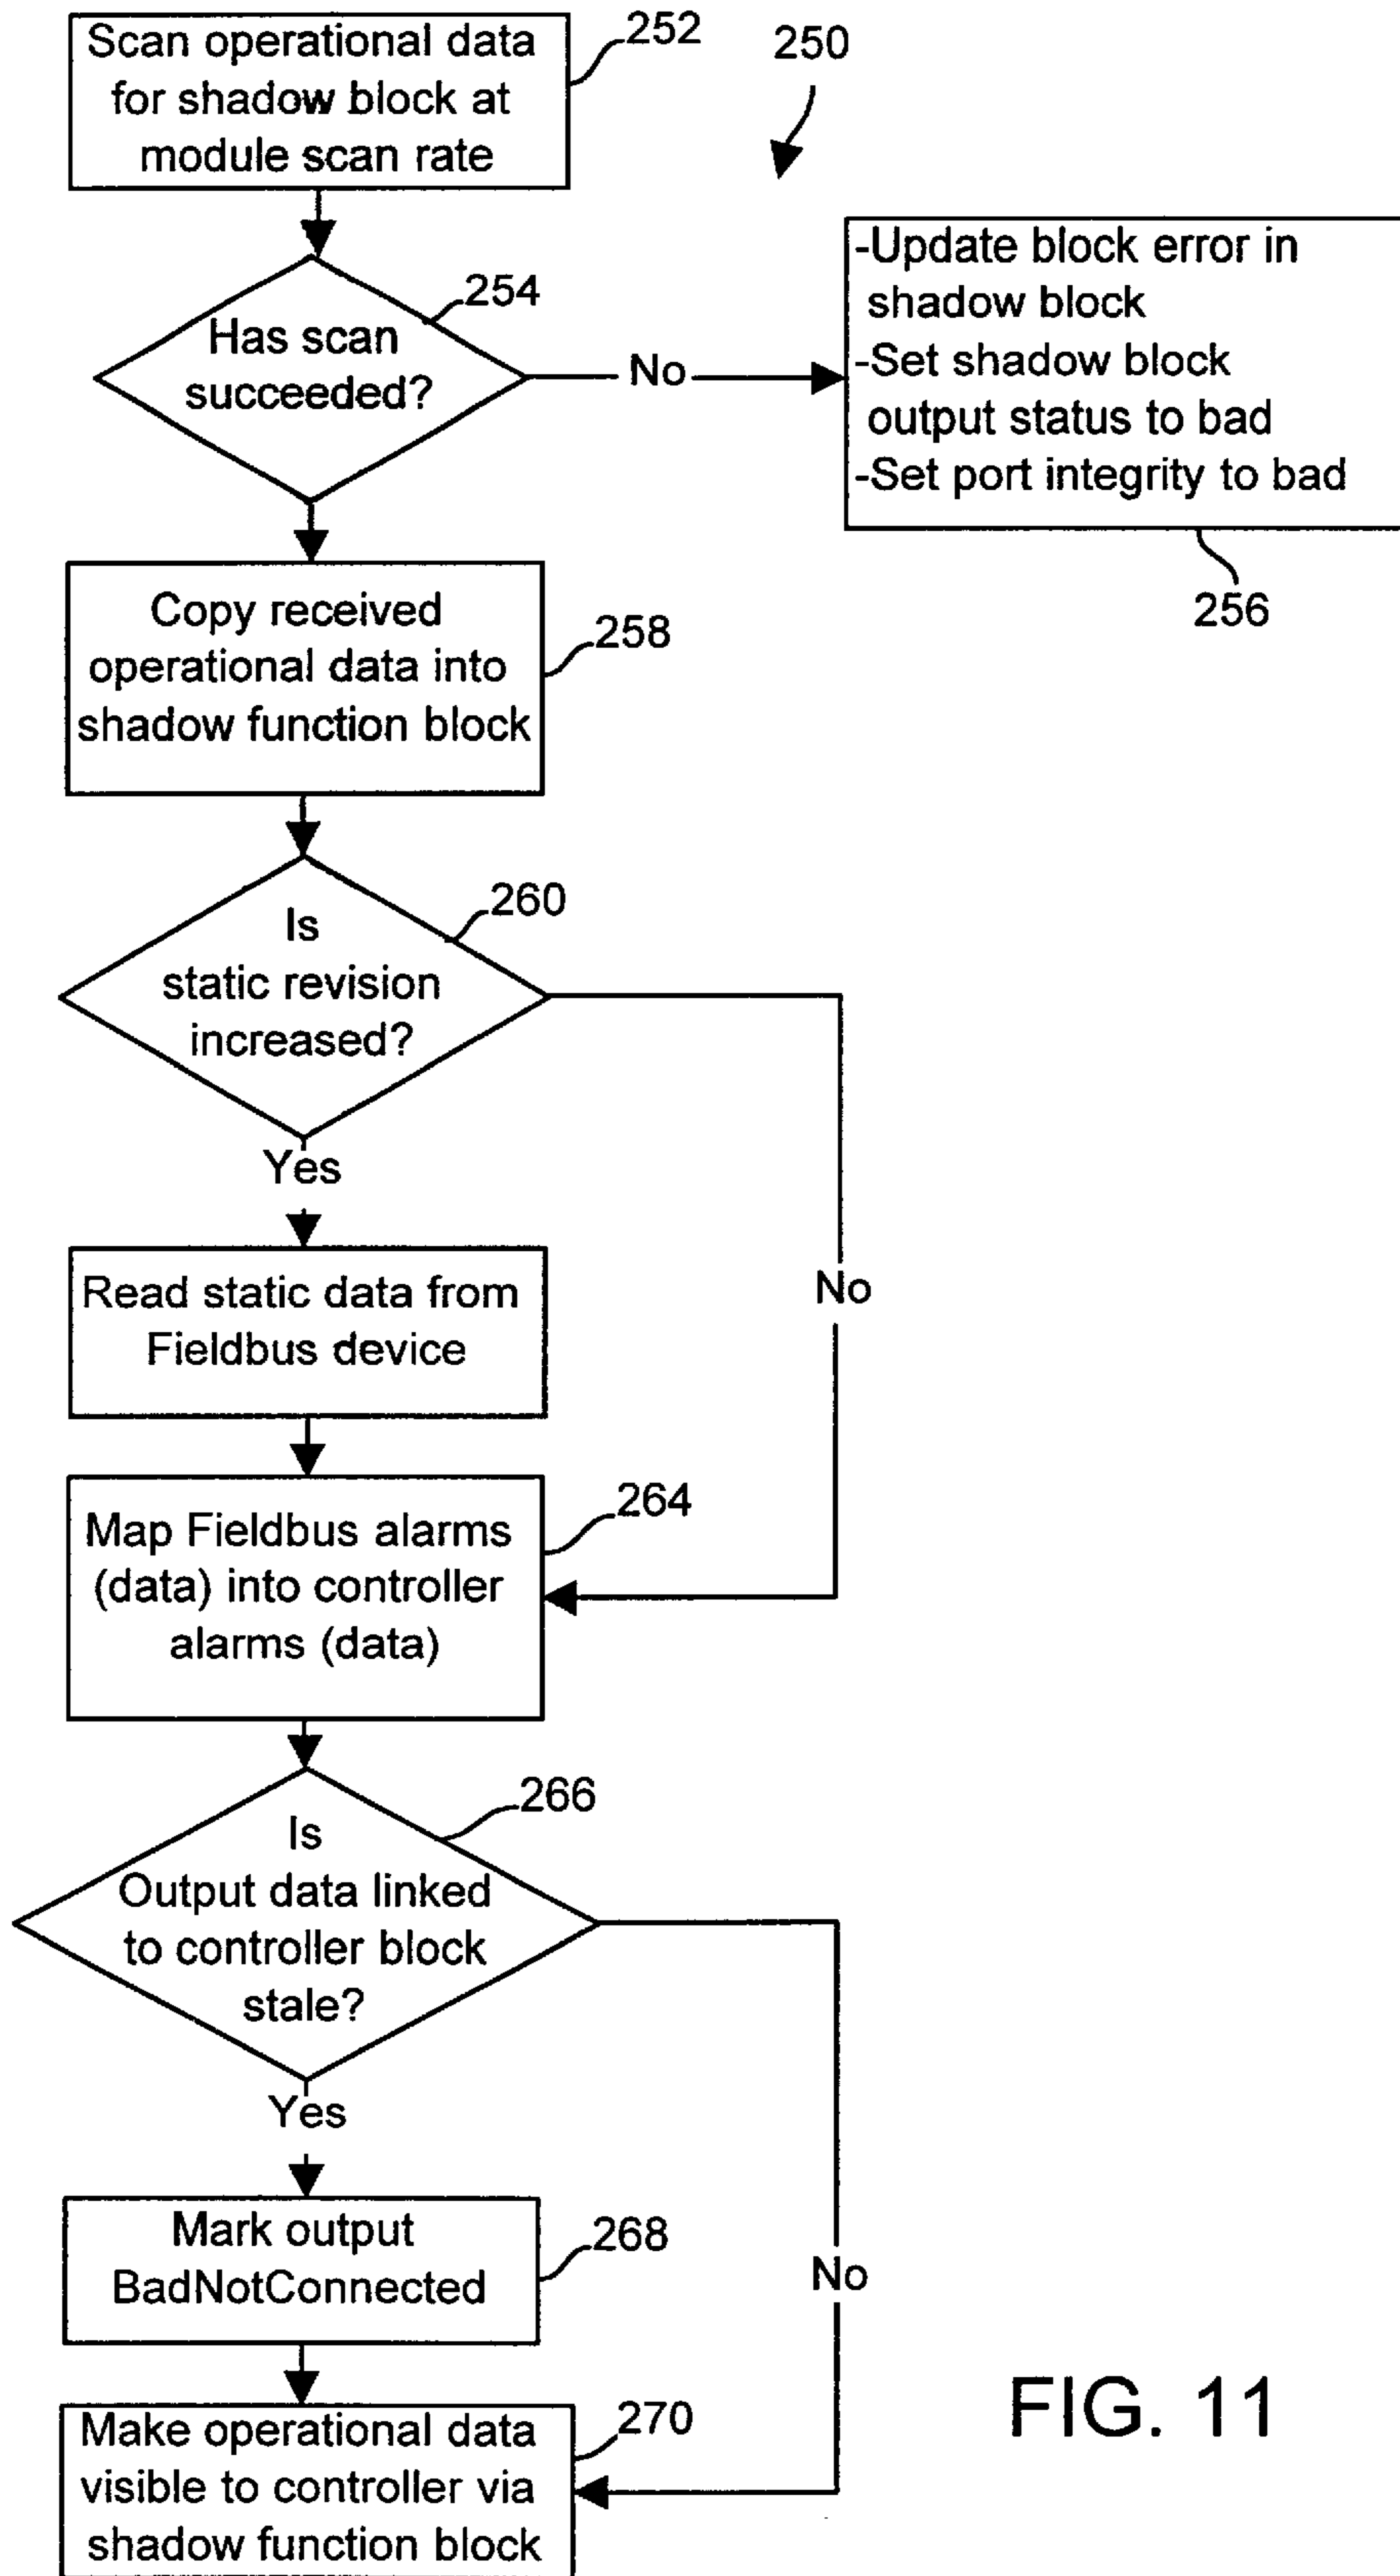 Scan operational data
for shadow block at
module scan rate
252
250
Has scan
succeeded?
254
No
-Update block error in
shadow block
-Set shadow block
output status to bad
-Set port integrity to bad
256
Copy received
operational data into
shadow function block
258
Is
static revision
increased?
260
Yes
No
Read static data from
Fieldbus device
Map Fieldbus alarms
(data) into controller
alarms (data)
264
Is
Output data linked
to controller block
stale?
266
Yes
No
Mark output
BadNotConnected
268
Make operational data
visible to controller via
shadow function block
270
FIG. 11